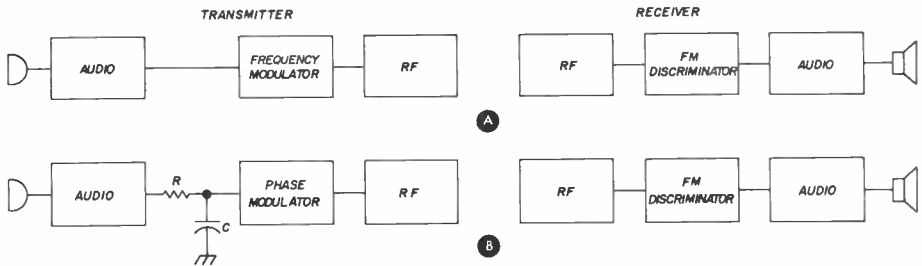 TRANSMITTER
RECEIVER
AUDIO
FREQUENCY
MODULATOR
RF
RF
FM
DISCRIMINATOR
AUDIO
A
AUDIO
R
C
PHASE
MODULATOR
RF
RF
FM
DISCRIMINATOR
AUDIO
B